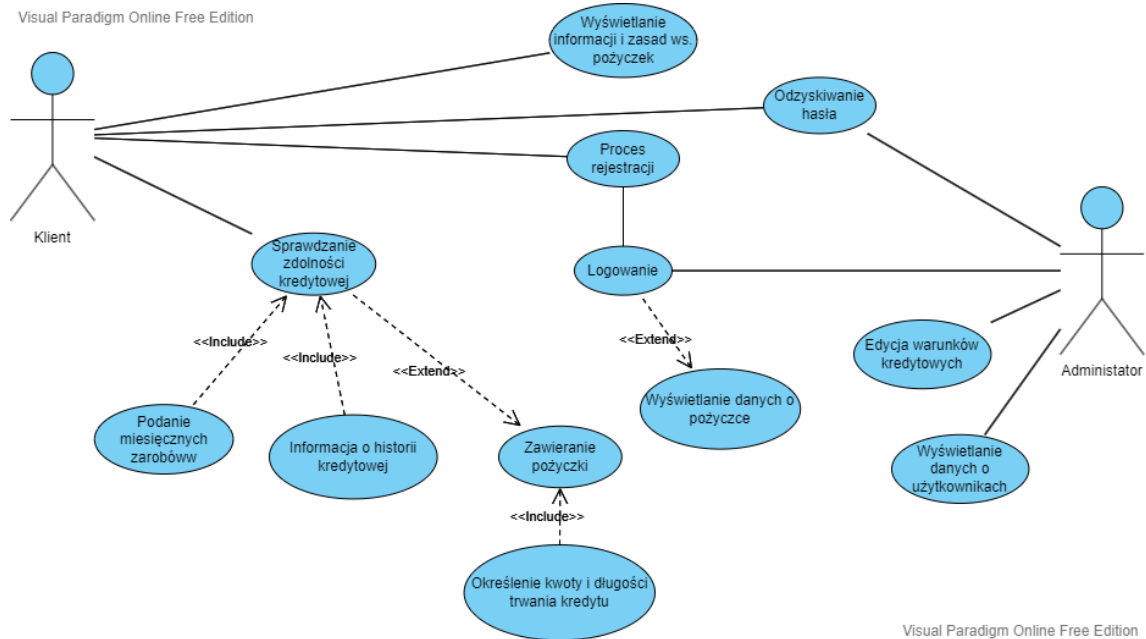 Visual Paradigm Online Free Edition
Wyświetlanie
informacji i zasad ws.
pożyczek
Odzyskiwanie
hasła
Proces
rejestracji
Klient
Sprawdzanie
zdolności
kredytowej
Logowanie
Administator
<<Include>>
<<Include>>
<<Extend>>
<<Extend>>
Edycja warunków
kredytowych
Podanie
miesięcznych
zarobóww
Informacja o historii
kredytowej
Zawieranie
pożyczki
Wyświetlanie danych o
pożyczce
Wyświetlanie
danych o
użytkownikach
<<Include>>
Określenie kwoty i długości
trwania kredytu
Visual Paradigm Online Free Edition